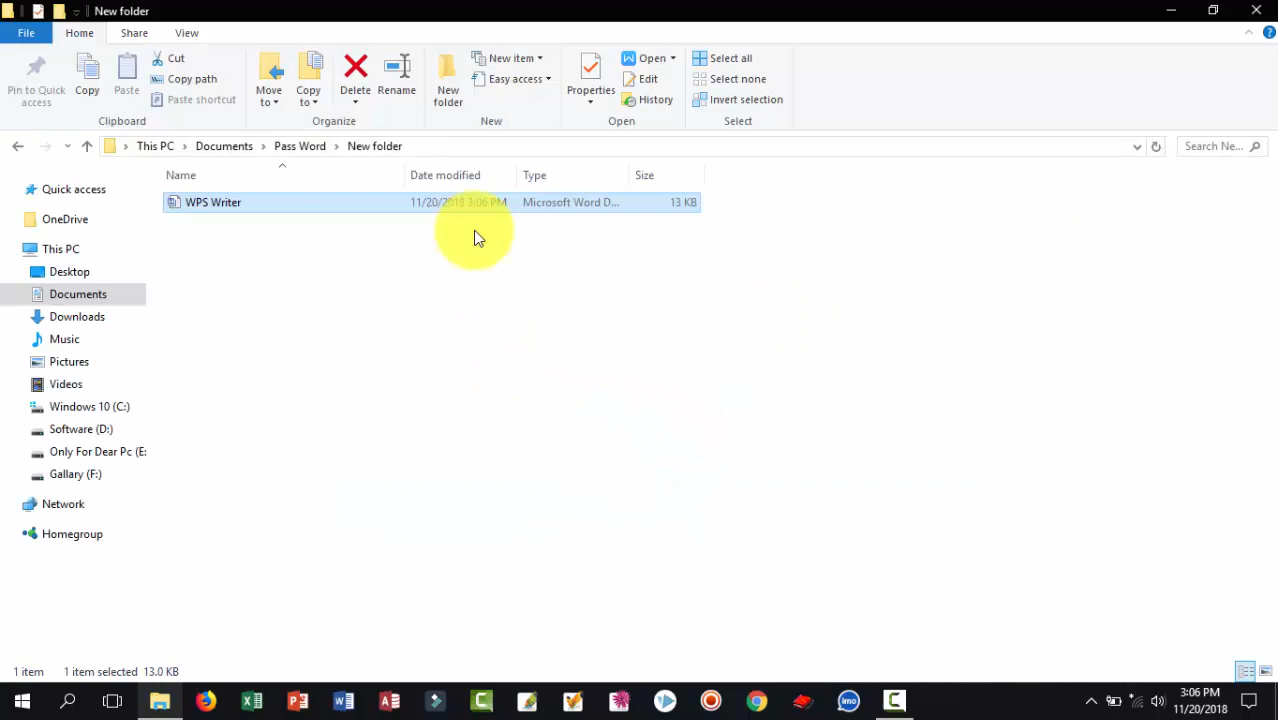 New folder
File Home Share View
Pin to Quick access
Copy
Paste
Cut
Copy path
Paste shortcut
Clipboard
Move to
Copy to
Delete
Rename
Organize
New folder
New item
Easy access
New
Properties
Open
Edit
History
Open
Select all
Select none
Invert selection
Select
This PC Documents Pass Word New folder
Search Ne...
Name Date modified Type Size
WPS Writer 11/20/2018 3:06 PM Microsoft Word D... 13 KB
Quick access
OneDrive
This PC
Desktop
Documents
Downloads
Music
Pictures
Videos
Windows 10 (C:)
Software (D:)
Only For Dear Pc (E:
Gallary (F:)
Network
Homegroup
1 item 1 item selected 13.0 KB
3:06 PM
11/20/2018